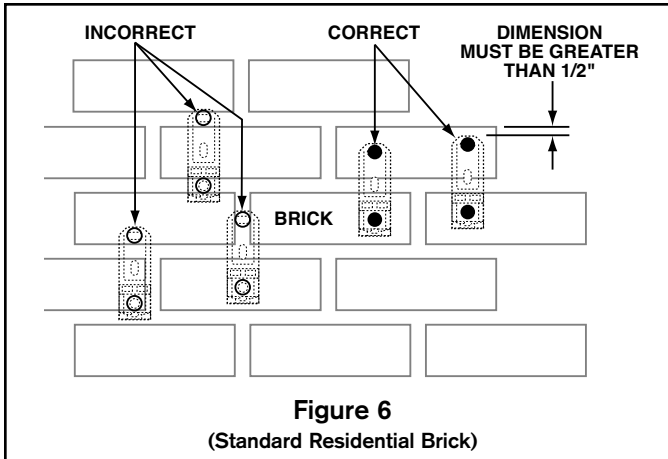 INCORRECT
CORRECT
DIMENSION
MUST BE GREATER
THAN 1/2"
BRICK
Figure 6
(Standard Residential Brick)